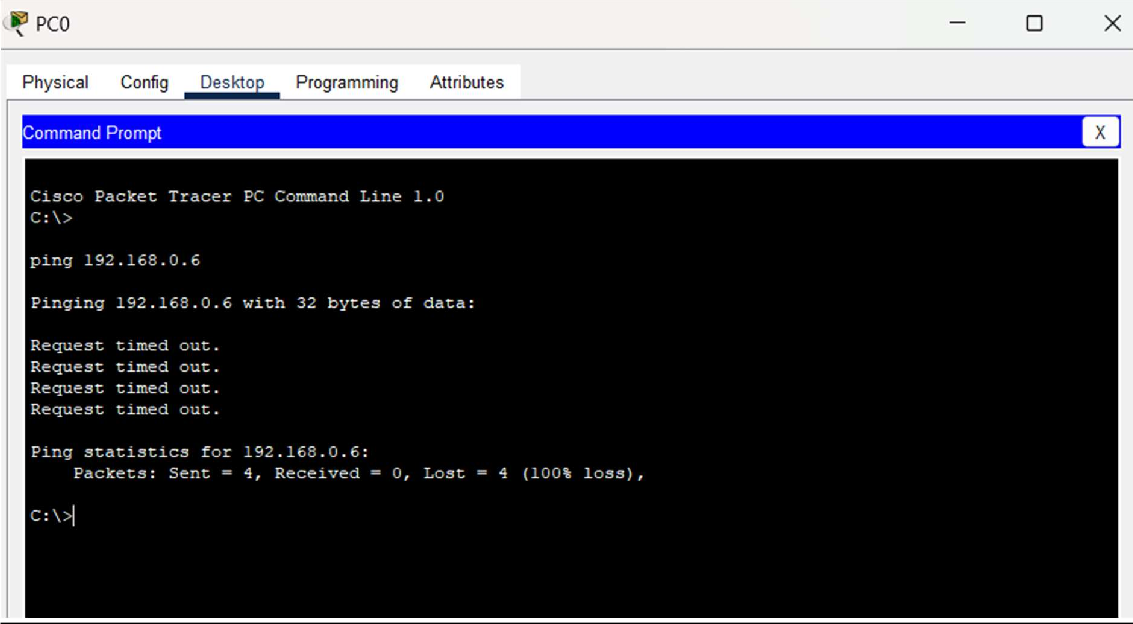 PC0
Physical Config Desktop Programming Attributes
Command Prompt X
Cisco Packet Tracer PC Command Line 1.0
C:\>
ping 192.168.0.6
Pinging 192.168.0.6 with 32 bytes of data:
Request timed out.
Request timed out.
Request timed out.
Request timed out.
Ping statistics for 192.168.0.6:
    Packets: Sent = 4, Received = 0, Lost = 4 (100% loss),
C:\>